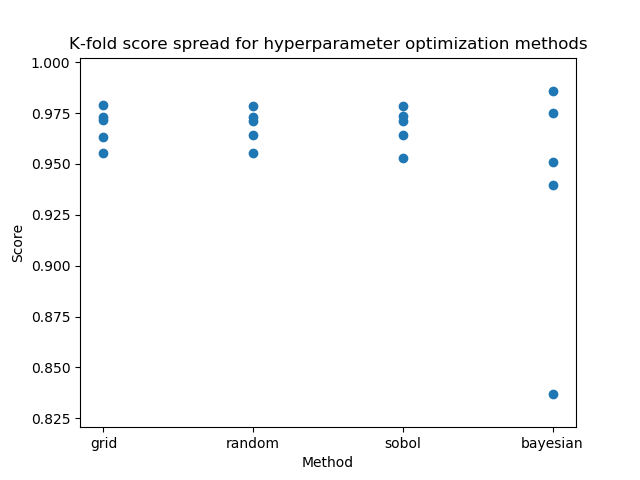 K-fold score spread for hyperparameter optimization methods
1.000
0.975
0.950
0.925
0.900
0.875
0.850
0.825
Score
grid random sobol bayesian
Method